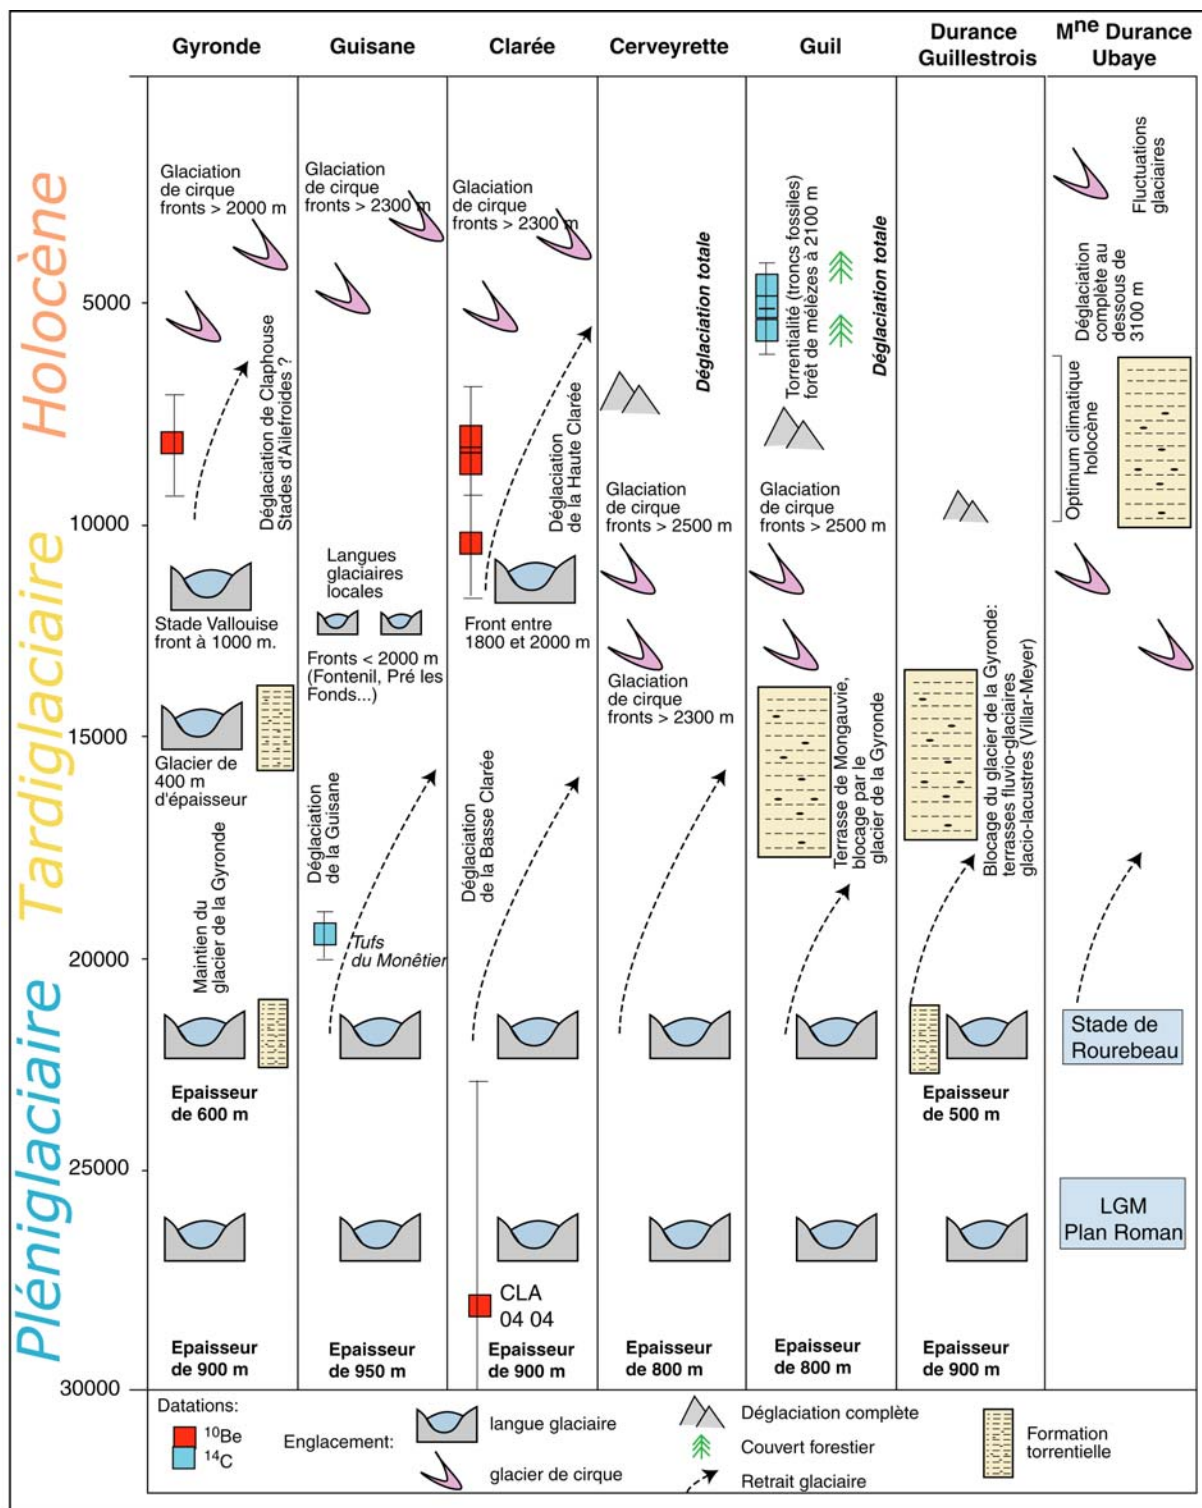 Gyronde
Guisane
Clarée
Cerveyrette
Guil
Durance
Guillestrois
Mne Durance
Ubaye
Holocène
Tardiglaciaire
Pléniglaciaire
5000
10000
15000
20000
25000
30000
Glaciation
de cirque
fronts > 2000 m
Déglaciation de Claphouse
Stades d'Ailefroides ?
Stade Vallouise
front à 1000 m.
Glacier de
400 m
d'épaisseur
Maintien du
glacier de la Gyronde
Epaisseur
de 600 m
Epaisseur
de 900 m
Glaciation
de cirque
fronts > 2300 m
Langues
glaciaires
locales
Fronts < 2000 m
(Fontenil, Pré les
Fonds...)
Déglaciation
de la Guisane
Tufs
du Monêtier
Epaisseur
de 950 m
Glaciation
de cirque
fronts > 2300 m
Déglaciation
de la Haute Clarée
Front entre
1800 et 2000 m
Déglaciation
de la Basse Clarée
CLA
04 04
Epaisseur
de 900 m
Déglaciation totale
Glaciation
de cirque
fronts > 2500 m
Glaciation
de cirque
fronts > 2300 m
Epaisseur
de 800 m
Torrentialité (troncs fossiles)
forêt de mélèzes à 2100 m
Déglaciation totale
Glaciation
de cirque
fronts > 2500 m
Terrasse de Mongauvie,
blocage par le
glacier de la Gyronde
Epaisseur
de 800 m
Blocage du glacier de la Gyronde:
terrasses fluvio-glaciaires
glacio-lacustres (Villar-Meyer)
Epaisseur
de 500 m
Epaisseur
de 900 m
Fluctuations
glaciaires
Déglaciation
complète au
dessous de
3100 m
Optimum climatique
holocène
Stade de
Rourebeau
LGM
Plan Roman
Datations:
10Be
14C
Englacement:
langue glaciaire
glacier de cirque
Déglaciation complète
Couvert forestier
Retrait glaciaire
Formation
torrentielle